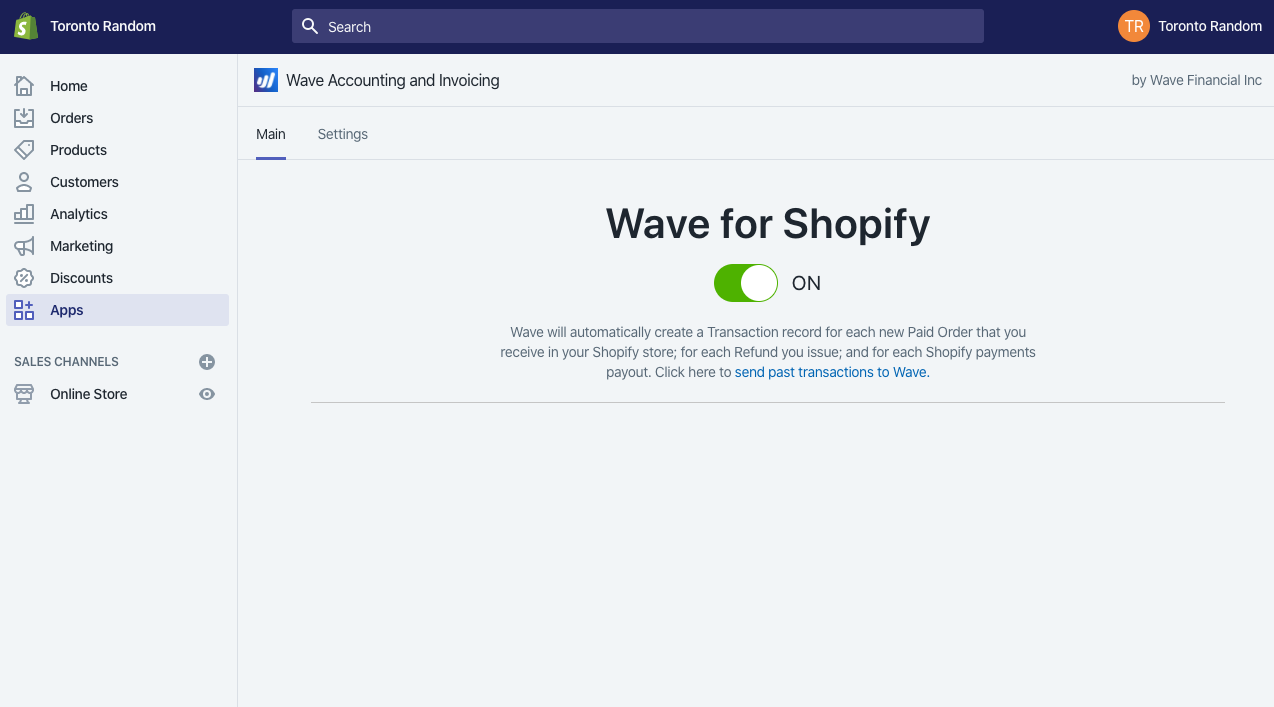 Toronto Random
Search
TR
Toronto Random
Home
Orders
Products
Customers
Analytics
Marketing
Discounts
Apps
SALES CHANNELS
Online Store
Wave Accounting and Invoicing
by Wave Financial Inc
Main
Settings
Wave for Shopify
ON
Wave will automatically create a Transaction record for each new Paid Order that you
receive in your Shopify store; for each Refund you issue; and for each Shopify payments
payout. Click here to send past transactions to Wave.